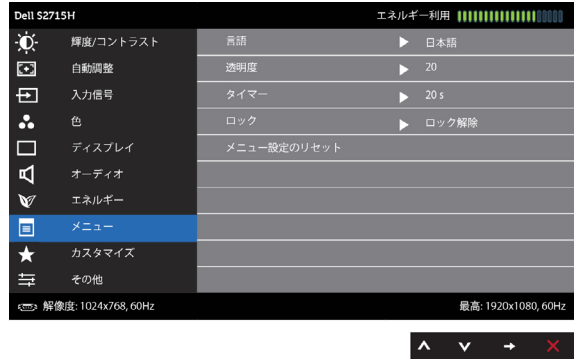 Dell S2715H エネルギー利用
輝度/コントラスト 言語 日本語
自動調整 透明度 20
入力信号 タイマー 20 s
色 ロック ロック解除
ディスプレイ メニュー設定のリセット
オーディオ
エネルギー
メニュー
カスタマイズ
その他
解像度: 1024x768, 60Hz 最高: 1920x1080, 60Hz